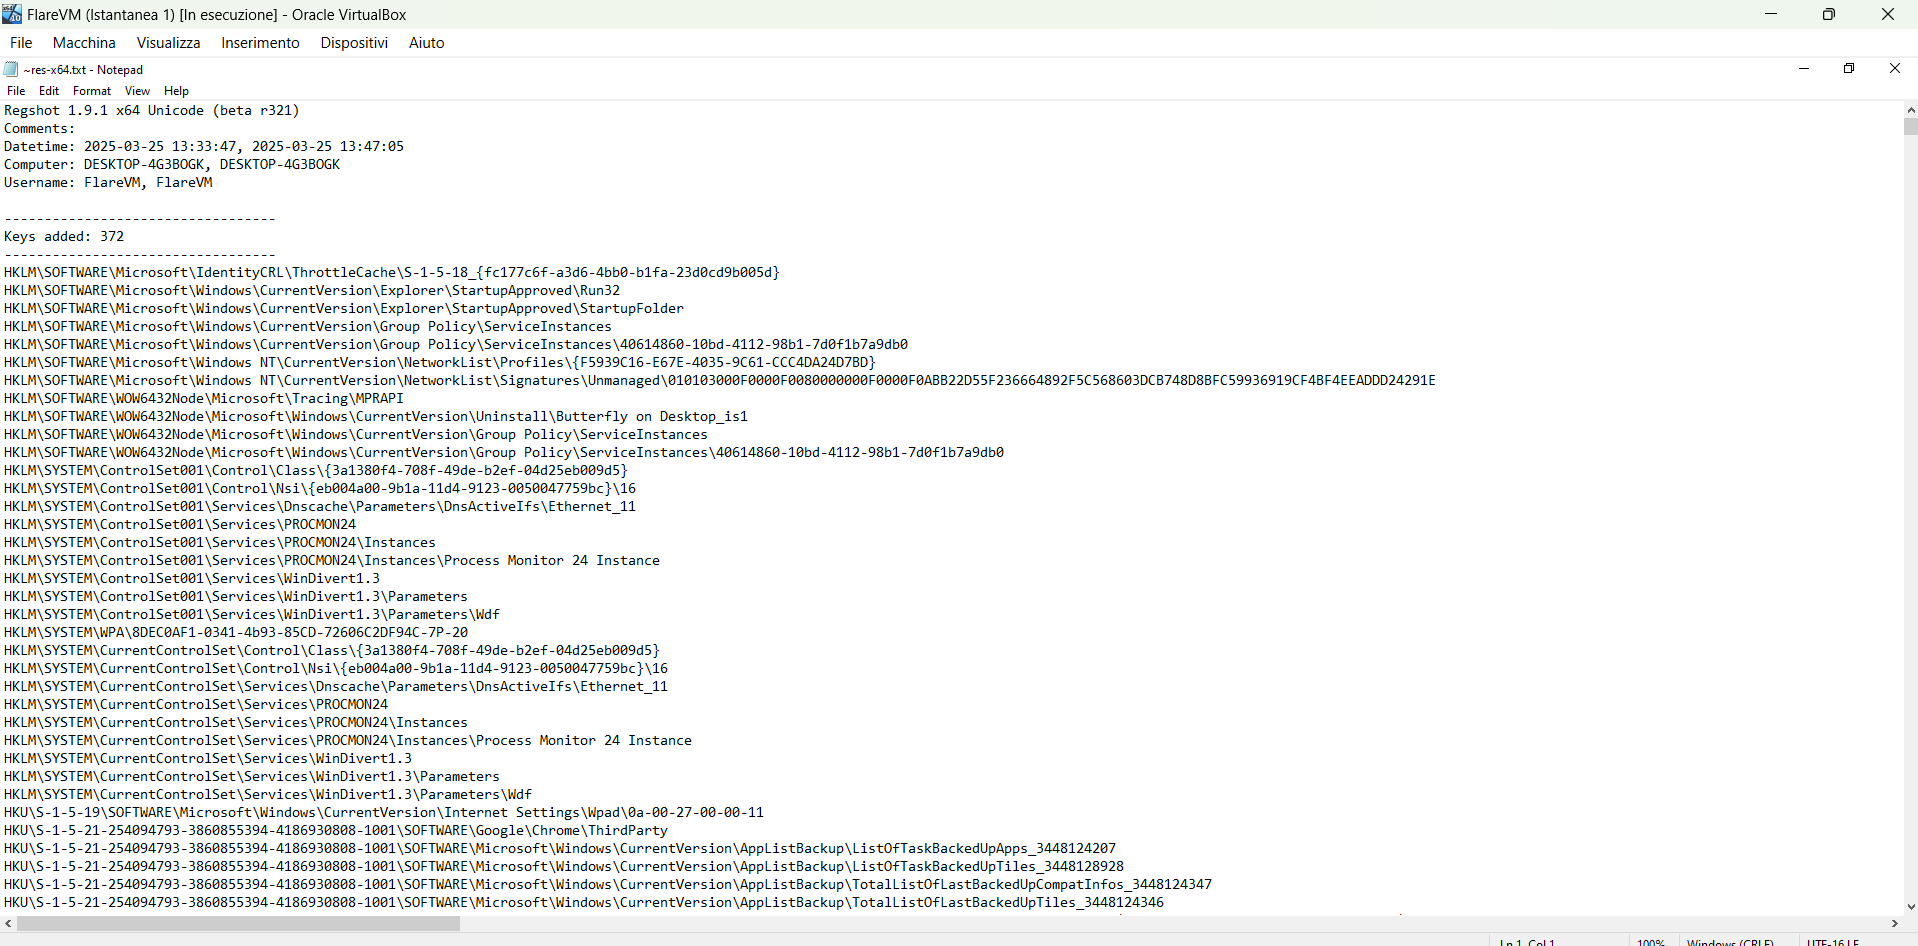 FlareVM (Istantanea 1) [In esecuzione] - Oracle VirtualBox
File Macchina Visualizza Inserimento Dispositivi Aiuto
~res-x64.txt - Notepad
File Edit Format View Help
Regshot 1.9.1 x64 Unicode (beta r321)
Comments:
Datetime: 2025-03-25 13:33:47, 2025-03-25 13:47:05
Computer: DESKTOP-4G3BOGK, DESKTOP-4G3BOGK
Username: FlareVM, FlareVM
----------------------------------
Keys added: 372
----------------------------------
HKLM\SOFTWARE\Microsoft\IdentityCRL\ThrottleCache\S-1-5-18_{fc177c6f-a3d6-4bb0-b1fa-23d0cd9b005d}
HKLM\SOFTWARE\Microsoft\Windows\CurrentVersion\Explorer\StartupApproved\Run32
HKLM\SOFTWARE\Microsoft\Windows\CurrentVersion\Explorer\StartupApproved\StartupFolder
HKLM\SOFTWARE\Microsoft\Windows\CurrentVersion\Group Policy\ServiceInstances
HKLM\SOFTWARE\Microsoft\Windows\CurrentVersion\Group Policy\ServiceInstances\40614860-10bd-4112-98b1-7d0f1b7a9db0
HKLM\SOFTWARE\Microsoft\Windows NT\CurrentVersion\NetworkList\Profiles\{F5939C16-E67E-4035-9C61-CCC4DA24D7BD}
HKLM\SOFTWARE\Microsoft\Windows NT\CurrentVersion\NetworkList\Signatures\Unmanaged\010103000F0000F0080000000F0000F0ABB22D55F236664892F5C568603DCB748D8BFC59936919CF4BF4EEADDD24291E
HKLM\SOFTWARE\WOW6432Node\Microsoft\Tracing\MPRAPI
HKLM\SOFTWARE\WOW6432Node\Microsoft\Windows\CurrentVersion\Uninstall\Butterfly on Desktop_is1
HKLM\SOFTWARE\WOW6432Node\Microsoft\Windows\CurrentVersion\Group Policy\ServiceInstances
HKLM\SOFTWARE\WOW6432Node\Microsoft\Windows\CurrentVersion\Group Policy\ServiceInstances\40614860-10bd-4112-98b1-7d0f1b7a9db0
HKLM\SYSTEM\ControlSet001\Control\Class\{3a1380f4-708f-49de-b2ef-04d25eb009d5}
HKLM\SYSTEM\ControlSet001\Control\Nsi\{eb004a00-9b1a-11d4-9123-0050047759bc}\16
HKLM\SYSTEM\ControlSet001\Services\Dnscache\Parameters\DnsActiveIfs\Ethernet_11
HKLM\SYSTEM\ControlSet001\Services\PROCMON24
HKLM\SYSTEM\ControlSet001\Services\PROCMON24\Instances
HKLM\SYSTEM\ControlSet001\Services\PROCMON24\Instances\Process Monitor 24 Instance
HKLM\SYSTEM\ControlSet001\Services\WinDivert1.3
HKLM\SYSTEM\ControlSet001\Services\WinDivert1.3\Parameters
HKLM\SYSTEM\ControlSet001\Services\WinDivert1.3\Parameters\Wdf
HKLM\SYSTEM\WPA\8DEC0AF1-0341-4b93-85CD-72606C2DF94C-7P-20
HKLM\SYSTEM\CurrentControlSet\Control\Class\{3a1380f4-708f-49de-b2ef-04d25eb009d5}
HKLM\SYSTEM\CurrentControlSet\Control\Nsi\{eb004a00-9b1a-11d4-9123-0050047759bc}\16
HKLM\SYSTEM\CurrentControlSet\Services\Dnscache\Parameters\DnsActiveIfs\Ethernet_11
HKLM\SYSTEM\CurrentControlSet\Services\PROCMON24
HKLM\SYSTEM\CurrentControlSet\Services\PROCMON24\Instances
HKLM\SYSTEM\CurrentControlSet\Services\PROCMON24\Instances\Process Monitor 24 Instance
HKLM\SYSTEM\CurrentControlSet\Services\WinDivert1.3
HKLM\SYSTEM\CurrentControlSet\Services\WinDivert1.3\Parameters
HKLM\SYSTEM\CurrentControlSet\Services\WinDivert1.3\Parameters\Wdf
HKU\S-1-5-19\SOFTWARE\Microsoft\Windows\CurrentVersion\Internet Settings\Wpad\0a-00-27-00-00-11
HKU\S-1-5-21-254094793-3860855394-4186930808-1001\SOFTWARE\Google\Chrome\ThirdParty
HKU\S-1-5-21-254094793-3860855394-4186930808-1001\SOFTWARE\Microsoft\Windows\CurrentVersion\AppListBackup\ListOfTaskBackedUpApps_3448124207
HKU\S-1-5-21-254094793-3860855394-4186930808-1001\SOFTWARE\Microsoft\Windows\CurrentVersion\AppListBackup\ListOfTaskBackedUpTiles_3448128928
HKU\S-1-5-21-254094793-3860855394-4186930808-1001\SOFTWARE\Microsoft\Windows\CurrentVersion\AppListBackup\TotalListOfLastBackedUpCompatInfos_3448124347
HKU\S-1-5-21-254094793-3860855394-4186930808-1001\SOFTWARE\Microsoft\Windows\CurrentVersion\AppListBackup\TotalListOfLastBackedUpTiles_3448124346
Ln 1, Col 1 100% Windows (CRLF) UTF-16 LE